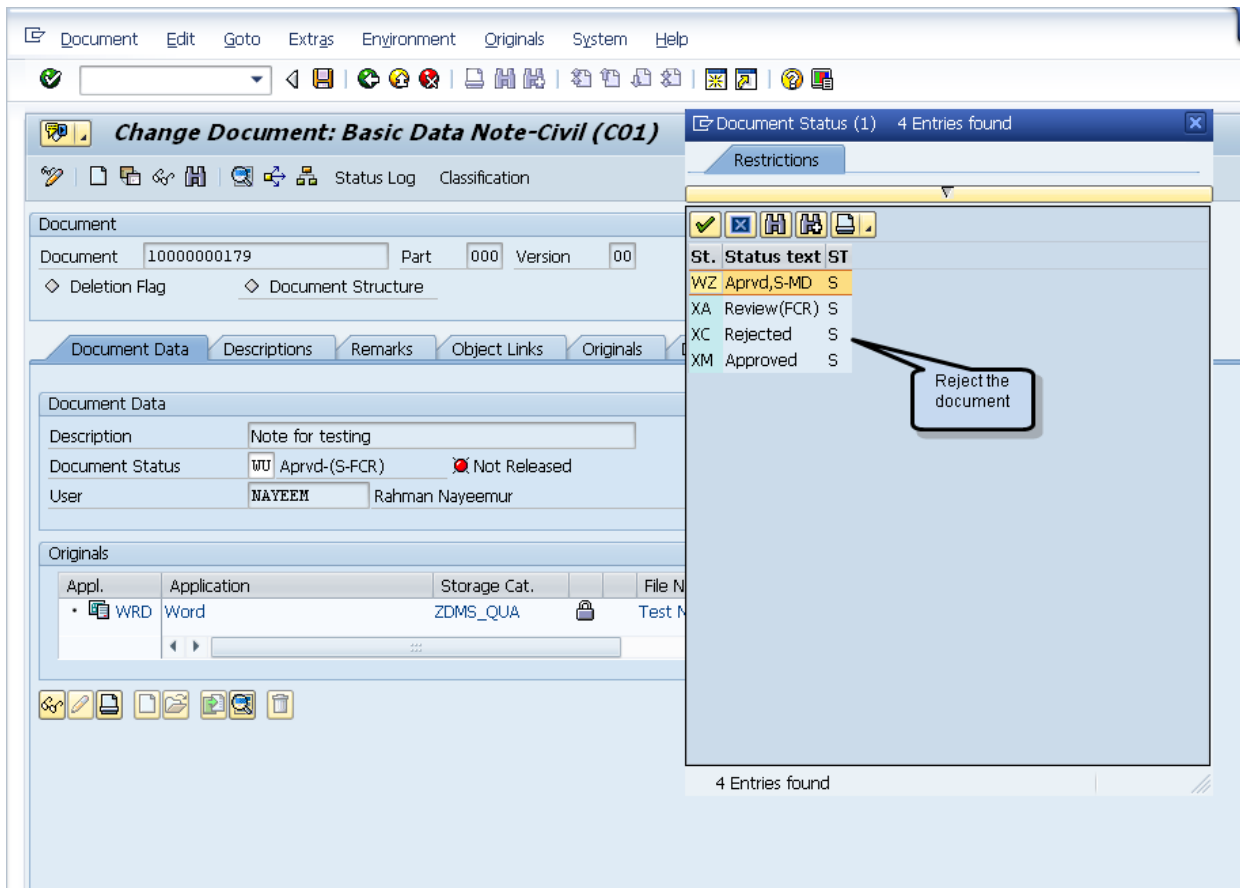 Document Edit Goto Extras Environment Originals System Help
Change Document: Basic Data Note-Civil (C01)
Status Log Classification
Document
Document 10000000179 Part 000 Version 00
Deletion Flag Document Structure
Document Data Descriptions Remarks Object Links Originals
Document Data
Description Note for testing
Document Status WU Aprvd-(S-FCR) Not Released
User NAYEEM Rahman Nayeemur
Originals
Appl. Application Storage Cat. File N
WRD Word ZDMS_QUA Test N
Document Status (1) 4 Entries found
Restrictions
St. Status text ST
WZ Aprvd,S-MD S
XA Review(FCR) S
XC Rejected S
XM Approved S
Reject the
document
4 Entries found